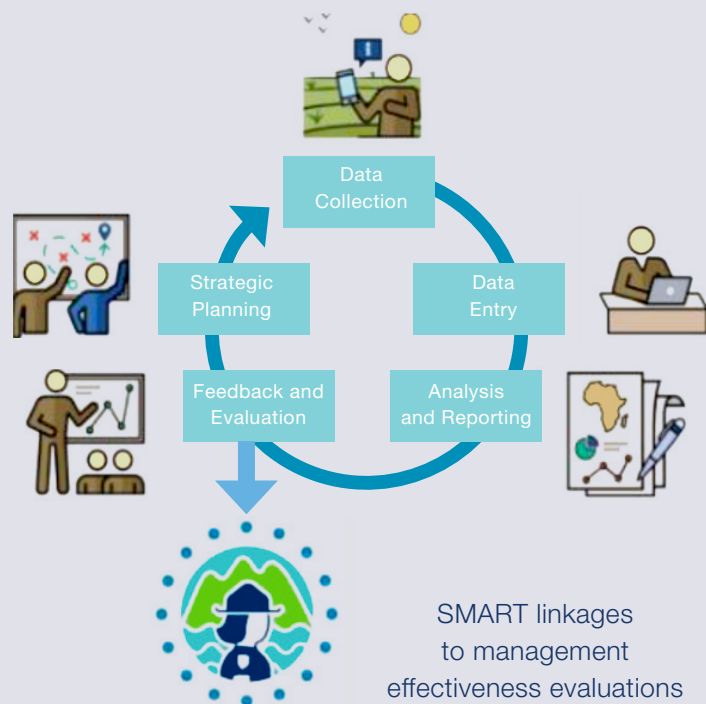 Data
Collection
Strategic
Planning
Data
Entry
Feedback and
Evaluation
Analysis
and Reporting
SMART linkages
to management
effectiveness evaluations